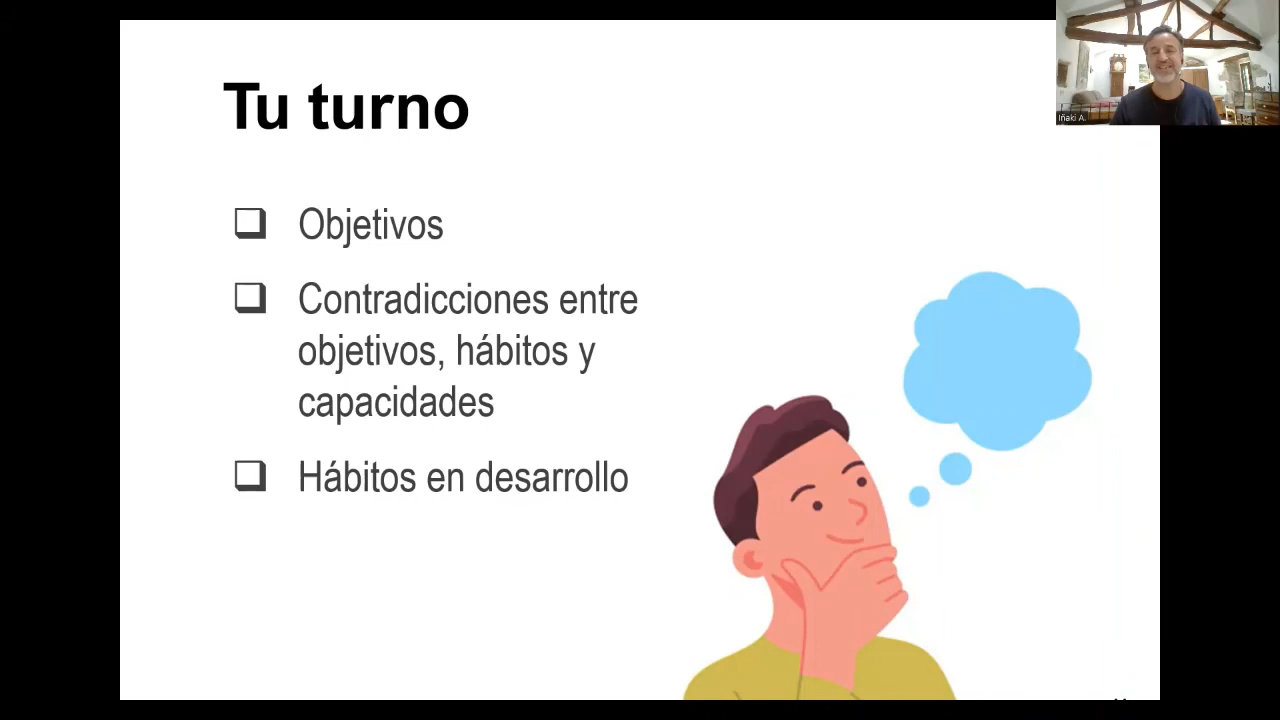 Tu turno
Objetivos
Contradicciones entre
objetivos, hábitos y
capacidades
Hábitos en desarrollo
Iñaki A.